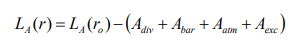 L_A(r) = L_A(r_o) − (A_div + A_bar + A_atm + A_exc)